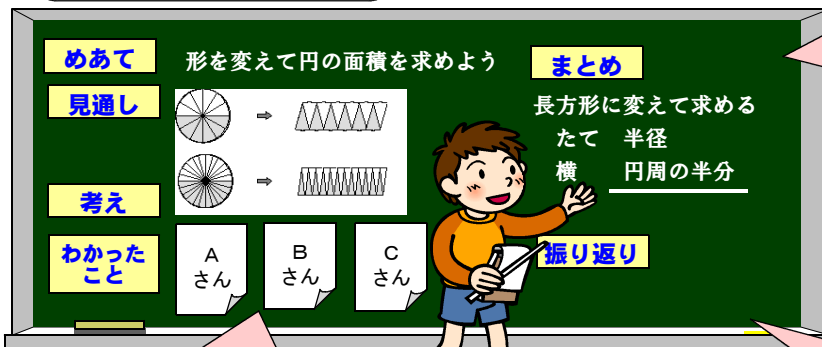 めあて
形を変えて円の面積を求めよう
見通し
考え
わかった
こと
A
さん
B
さん
C
さん
まとめ
長方形に変えて求める
たて 半径
横 円周の半分
振り返り